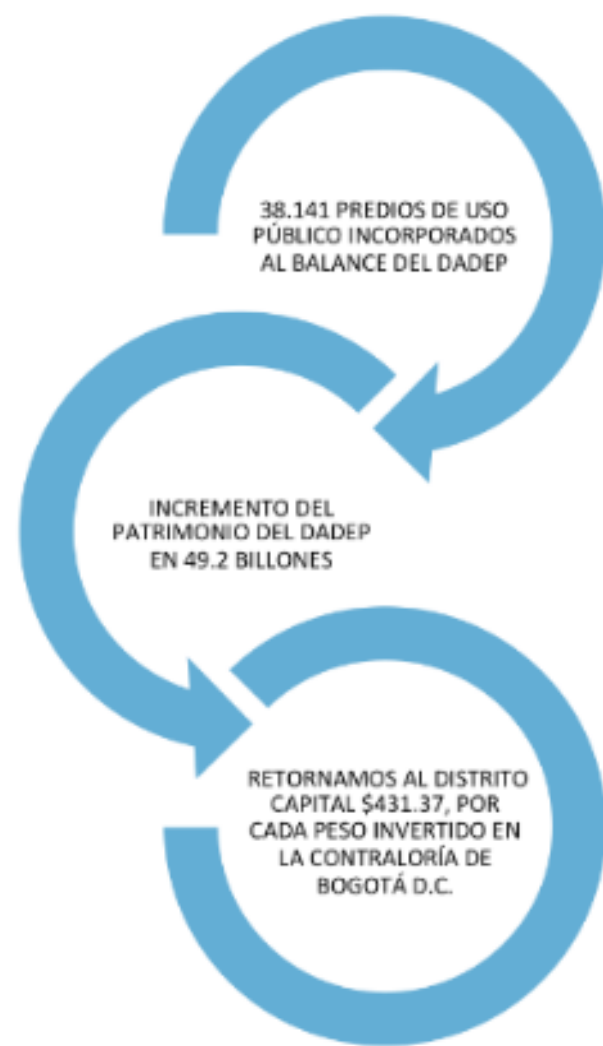 38.141 PREDIOS DE USO
PÚBLICO INCORPORADOS
AL BALANCE DEL DADEP
INCREMENTO DEL
PATRIMONIO DEL DADEP
EN 49.2 BILLONES
RETORNAMOS AL DISTRITO
CAPITAL $431.37, POR
CADA PESO INVERTIDO EN
LA CONTRALORÍA DE
BOGOTÁ D.C.